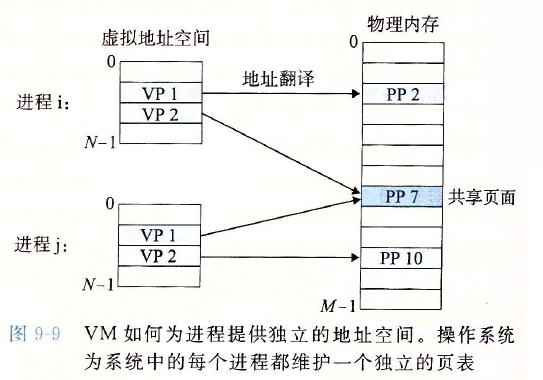 虚拟地址空间
物理内存
0
0
地址翻译
进程i:
VP 1
PP 2
VP 2
N-1
PP 7
共享页面
0
进程j:
VP 1
VP 2
PP 10
N-1
M-1
图 9-9 VM 如何为进程提供独立的地址空间。操作系统
为系统中的每个进程都维护一个独立的页表